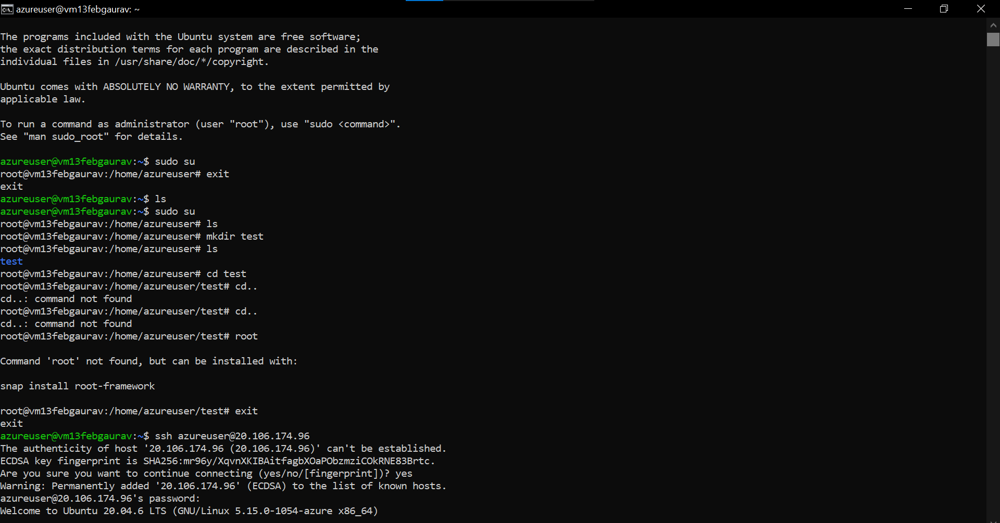 azureuser@vm13febgaurav: ~
The programs included with the Ubuntu system are free software;
the exact distribution terms for each program are described in the
individual files in /usr/share/doc/*/copyright.
Ubuntu comes with ABSOLUTELY NO WARRANTY, to the extent permitted by
applicable law.
To run a command as administrator (user "root"), use "sudo <command>".
See "man sudo_root" for details.
azureuser@vm13febgaurav:~$ sudo su
root@vm13febgaurav:/home/azureuser# exit
exit
azureuser@vm13febgaurav:~$ ls
azureuser@vm13febgaurav:~$ sudo su
root@vm13febgaurav:/home/azureuser# ls
root@vm13febgaurav:/home/azureuser# mkdir test
root@vm13febgaurav:/home/azureuser# ls
test
root@vm13febgaurav:/home/azureuser# cd test
root@vm13febgaurav:/home/azureuser/test# cd..
cd..: command not found
root@vm13febgaurav:/home/azureuser/test# cd..
cd..: command not found
root@vm13febgaurav:/home/azureuser/test# root
Command 'root' not found, but can be installed with:
snap install root-framework
root@vm13febgaurav:/home/azureuser/test# exit
exit
azureuser@vm13febgaurav:~$ ssh azureuser@20.106.174.96
The authenticity of host '20.106.174.96 (20.106.174.96)' can't be established.
ECDSA key fingerprint is SHA256:mr96y/XqvnXKIBAitfagbXOaPObzmziCOkRNE83Brtc.
Are you sure you want to continue connecting (yes/no/[fingerprint])? yes
Warning: Permanently added '20.106.174.96' (ECDSA) to the list of known hosts.
azureuser@20.106.174.96's password:
Welcome to Ubuntu 20.04.6 LTS (GNU/Linux 5.15.0-1054-azure x86_64)